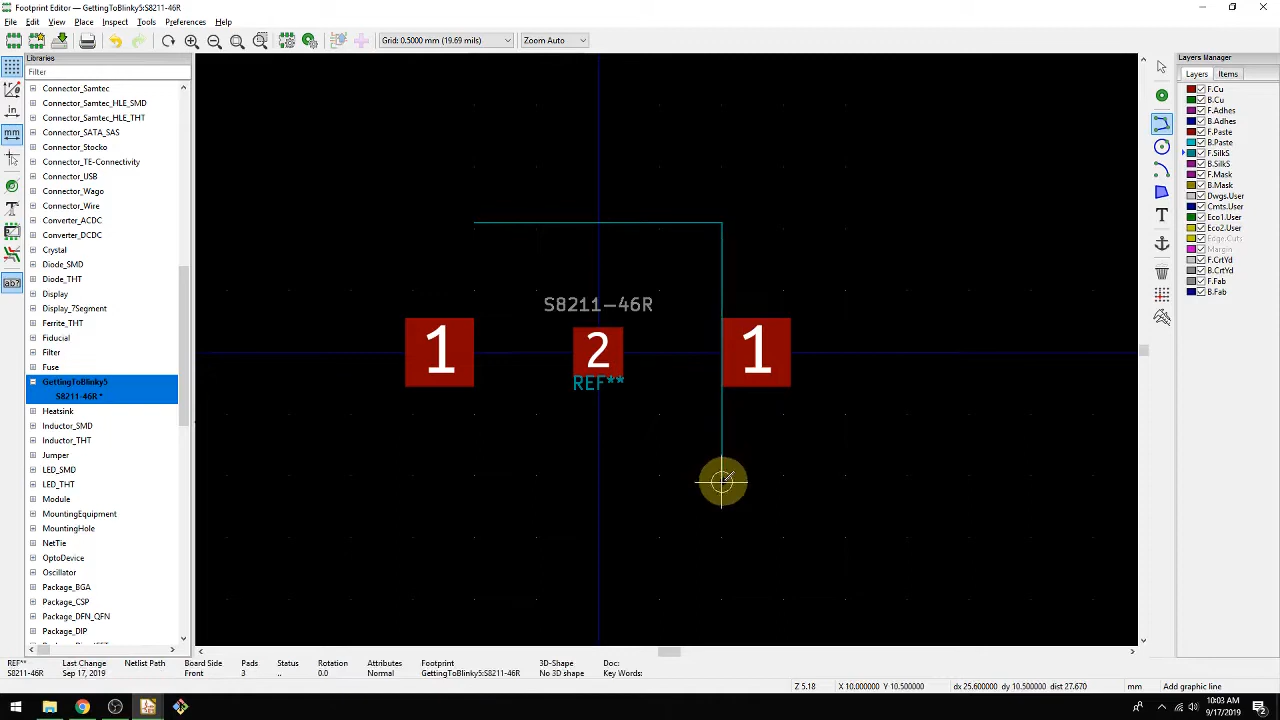 Footprint Editor — GettingToBlinky5:S8211-46R
File Edit View Place Insert Tools Preferences Help
Grid: 0.5000 mm (19.69 mils)
Zoom Auto
Libraries
Filter
Connector_Samtec
Connector_Samtec_HLE_SMD
Connector_Samtec_HLE_THT
Connector_SATA_SAS
Connector_Stocko
Connector_TE-Connectivity
Connector_USB
Connector_Wago
Connector_Wire
Converter_ACDC
Converter_DCDC
Crystal
Diode_SMD
Diode_THT
Display
Display_7Segment
Ferrite_THT
Fiducial
Filter
Fuse
GettingToBlinky5
S8211-46R *
Heatsink
Inductor_SMD
Inductor_THT
Jumper
LED_SMD
LED_THT
Module
MountingEquipment
MountingHole
NetTie
OptoDevice
Oscillator
Package_BGA
Package_CSP
Package_DFN_QFN
Package_DIP
in
mm
ab?
S8211-46R
1
2
1
REF**
Layers Manager
Layers Items
F.Cu
B.Cu
F.Adhes
B.Adhes
F.Paste
B.Paste
F.SilkS
B.SilkS
F.Mask
B.Mask
Dwgs.User
Cmts.User
Eco1.User
Eco2.User
Edge.Cuts
Margin
F.CrtYd
B.CrtYd
F.Fab
B.Fab
REF** Last Change Netlist Path Board Side Pads Status Rotation Attributes Footprint 3D-Shape Doc:
S8211-46R Sep 17, 2019 Front 3 .. 0.0 Normal GettingToBlinky5:S8211-46R No 3D shape Key Words:
Z 5.18 X 10.000000 Y 10.500000 dx 25.600000 dy 10.500000 dist 27.670 mm Add graphic line
10:03 AM
9/17/2019
2